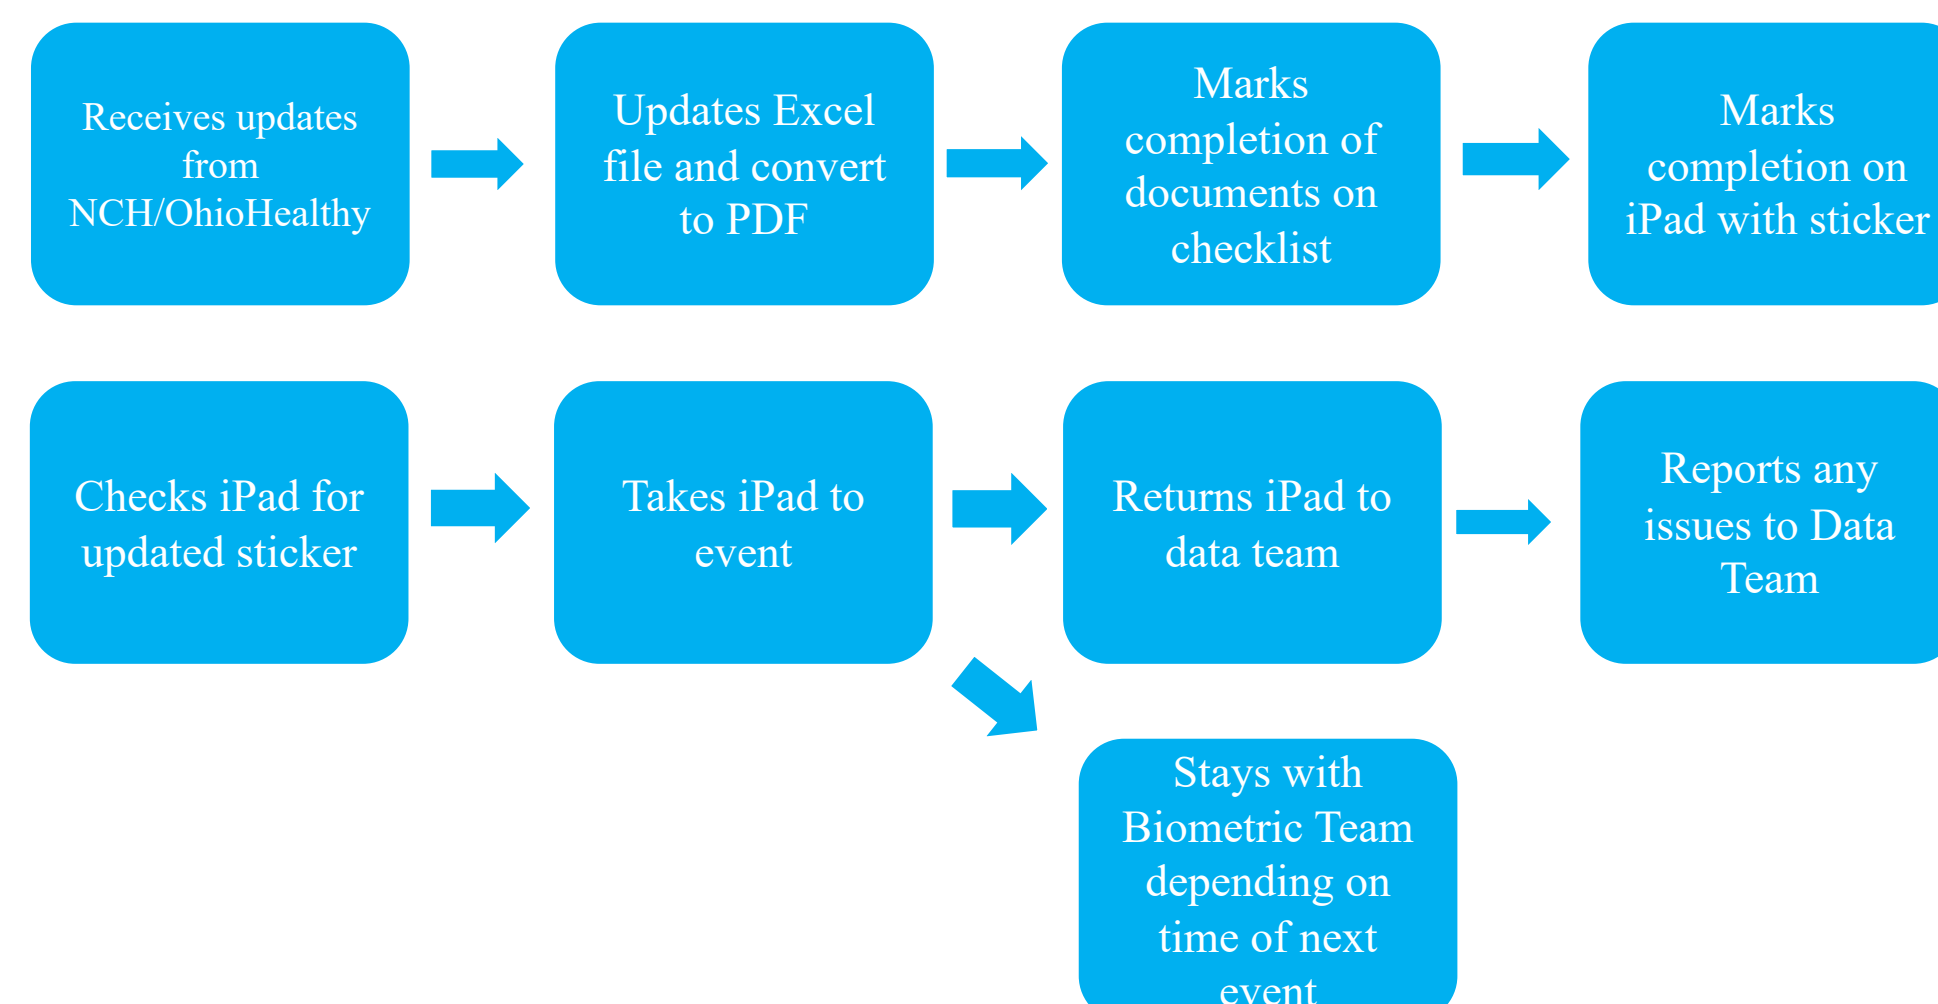 Receives updates
from
NCH/OhioHealthy
Updates Excel
file and convert
to PDF
Marks
completion of
documents on
checklist
Marks
completion on
iPad with sticker
Checks iPad for
updated sticker
Takes iPad to
event
Returns iPad to
data team
Reports any
issues to Data
Team
Stays with
Biometric Team
depending on
time of next
event